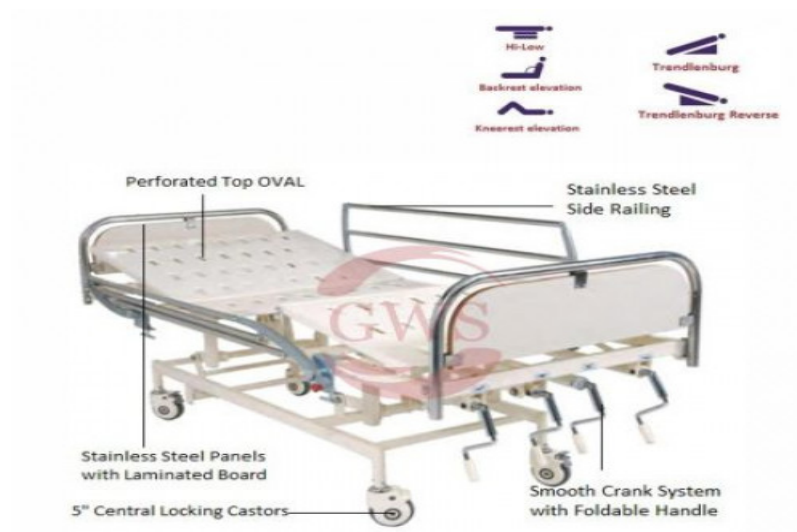 Hi-Low
Trendlenburg
Backrest elevation
Trendlenburg Reverse
Kneerest elevation
Perforated Top OVAL
Stainless Steel
Side Railing
GWS
Stainless Steel Panels
with Laminated Board
5" Central Locking Castors
Smooth Crank System
with Foldable Handle